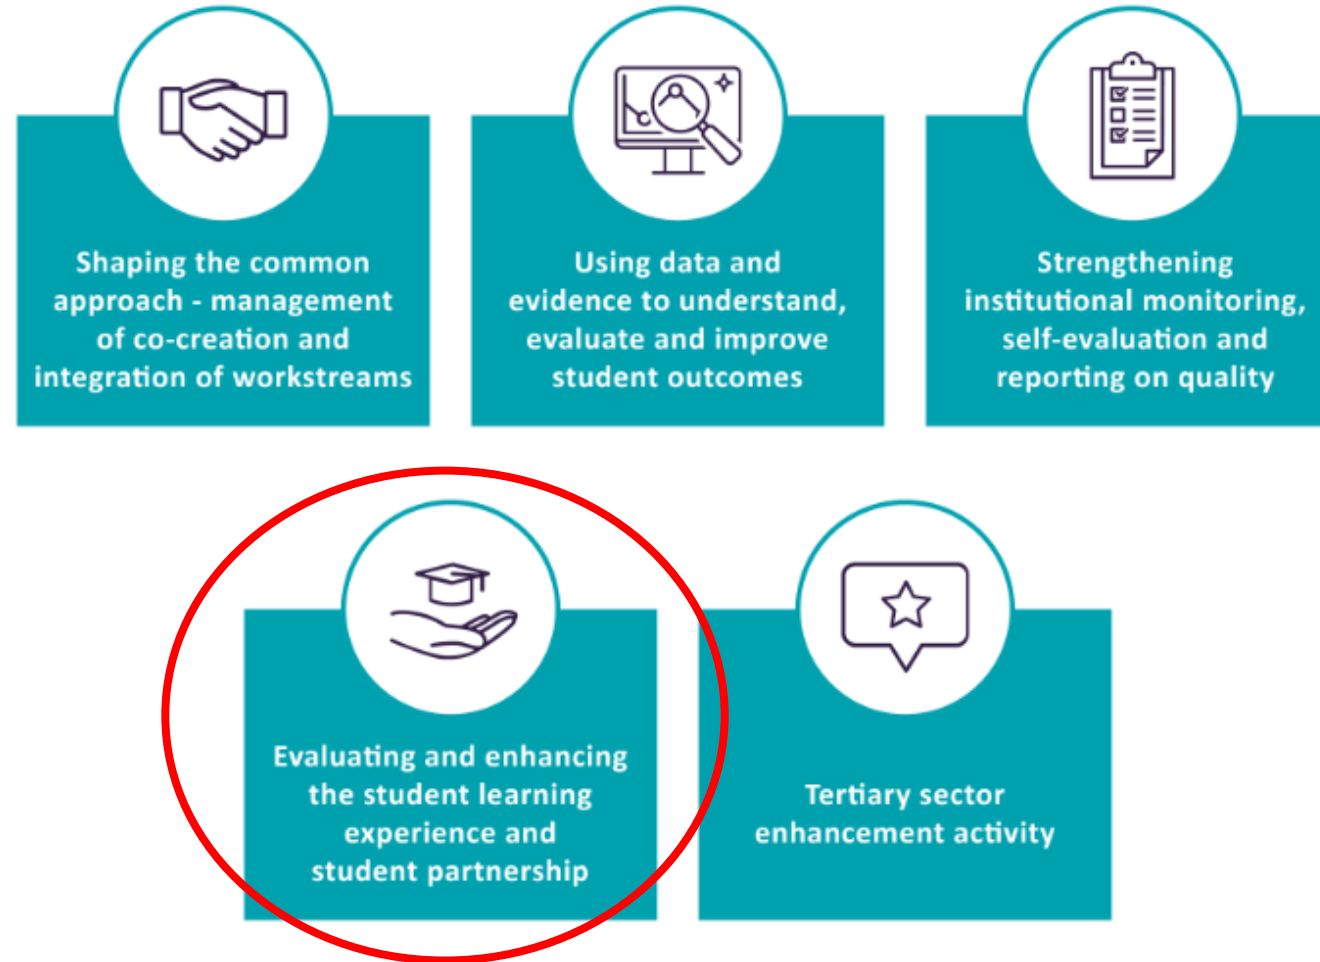 Shaping the common
approach - management
of co-creation and
integration of workstreams
Using data and
evidence to understand,
evaluate and improve
student outcomes
Strengthening
institutional monitoring,
self-evaluation and
reporting on quality
Evaluating and enhancing
the student learning
experience and
student partnership
Tertiary sector
enhancement activity